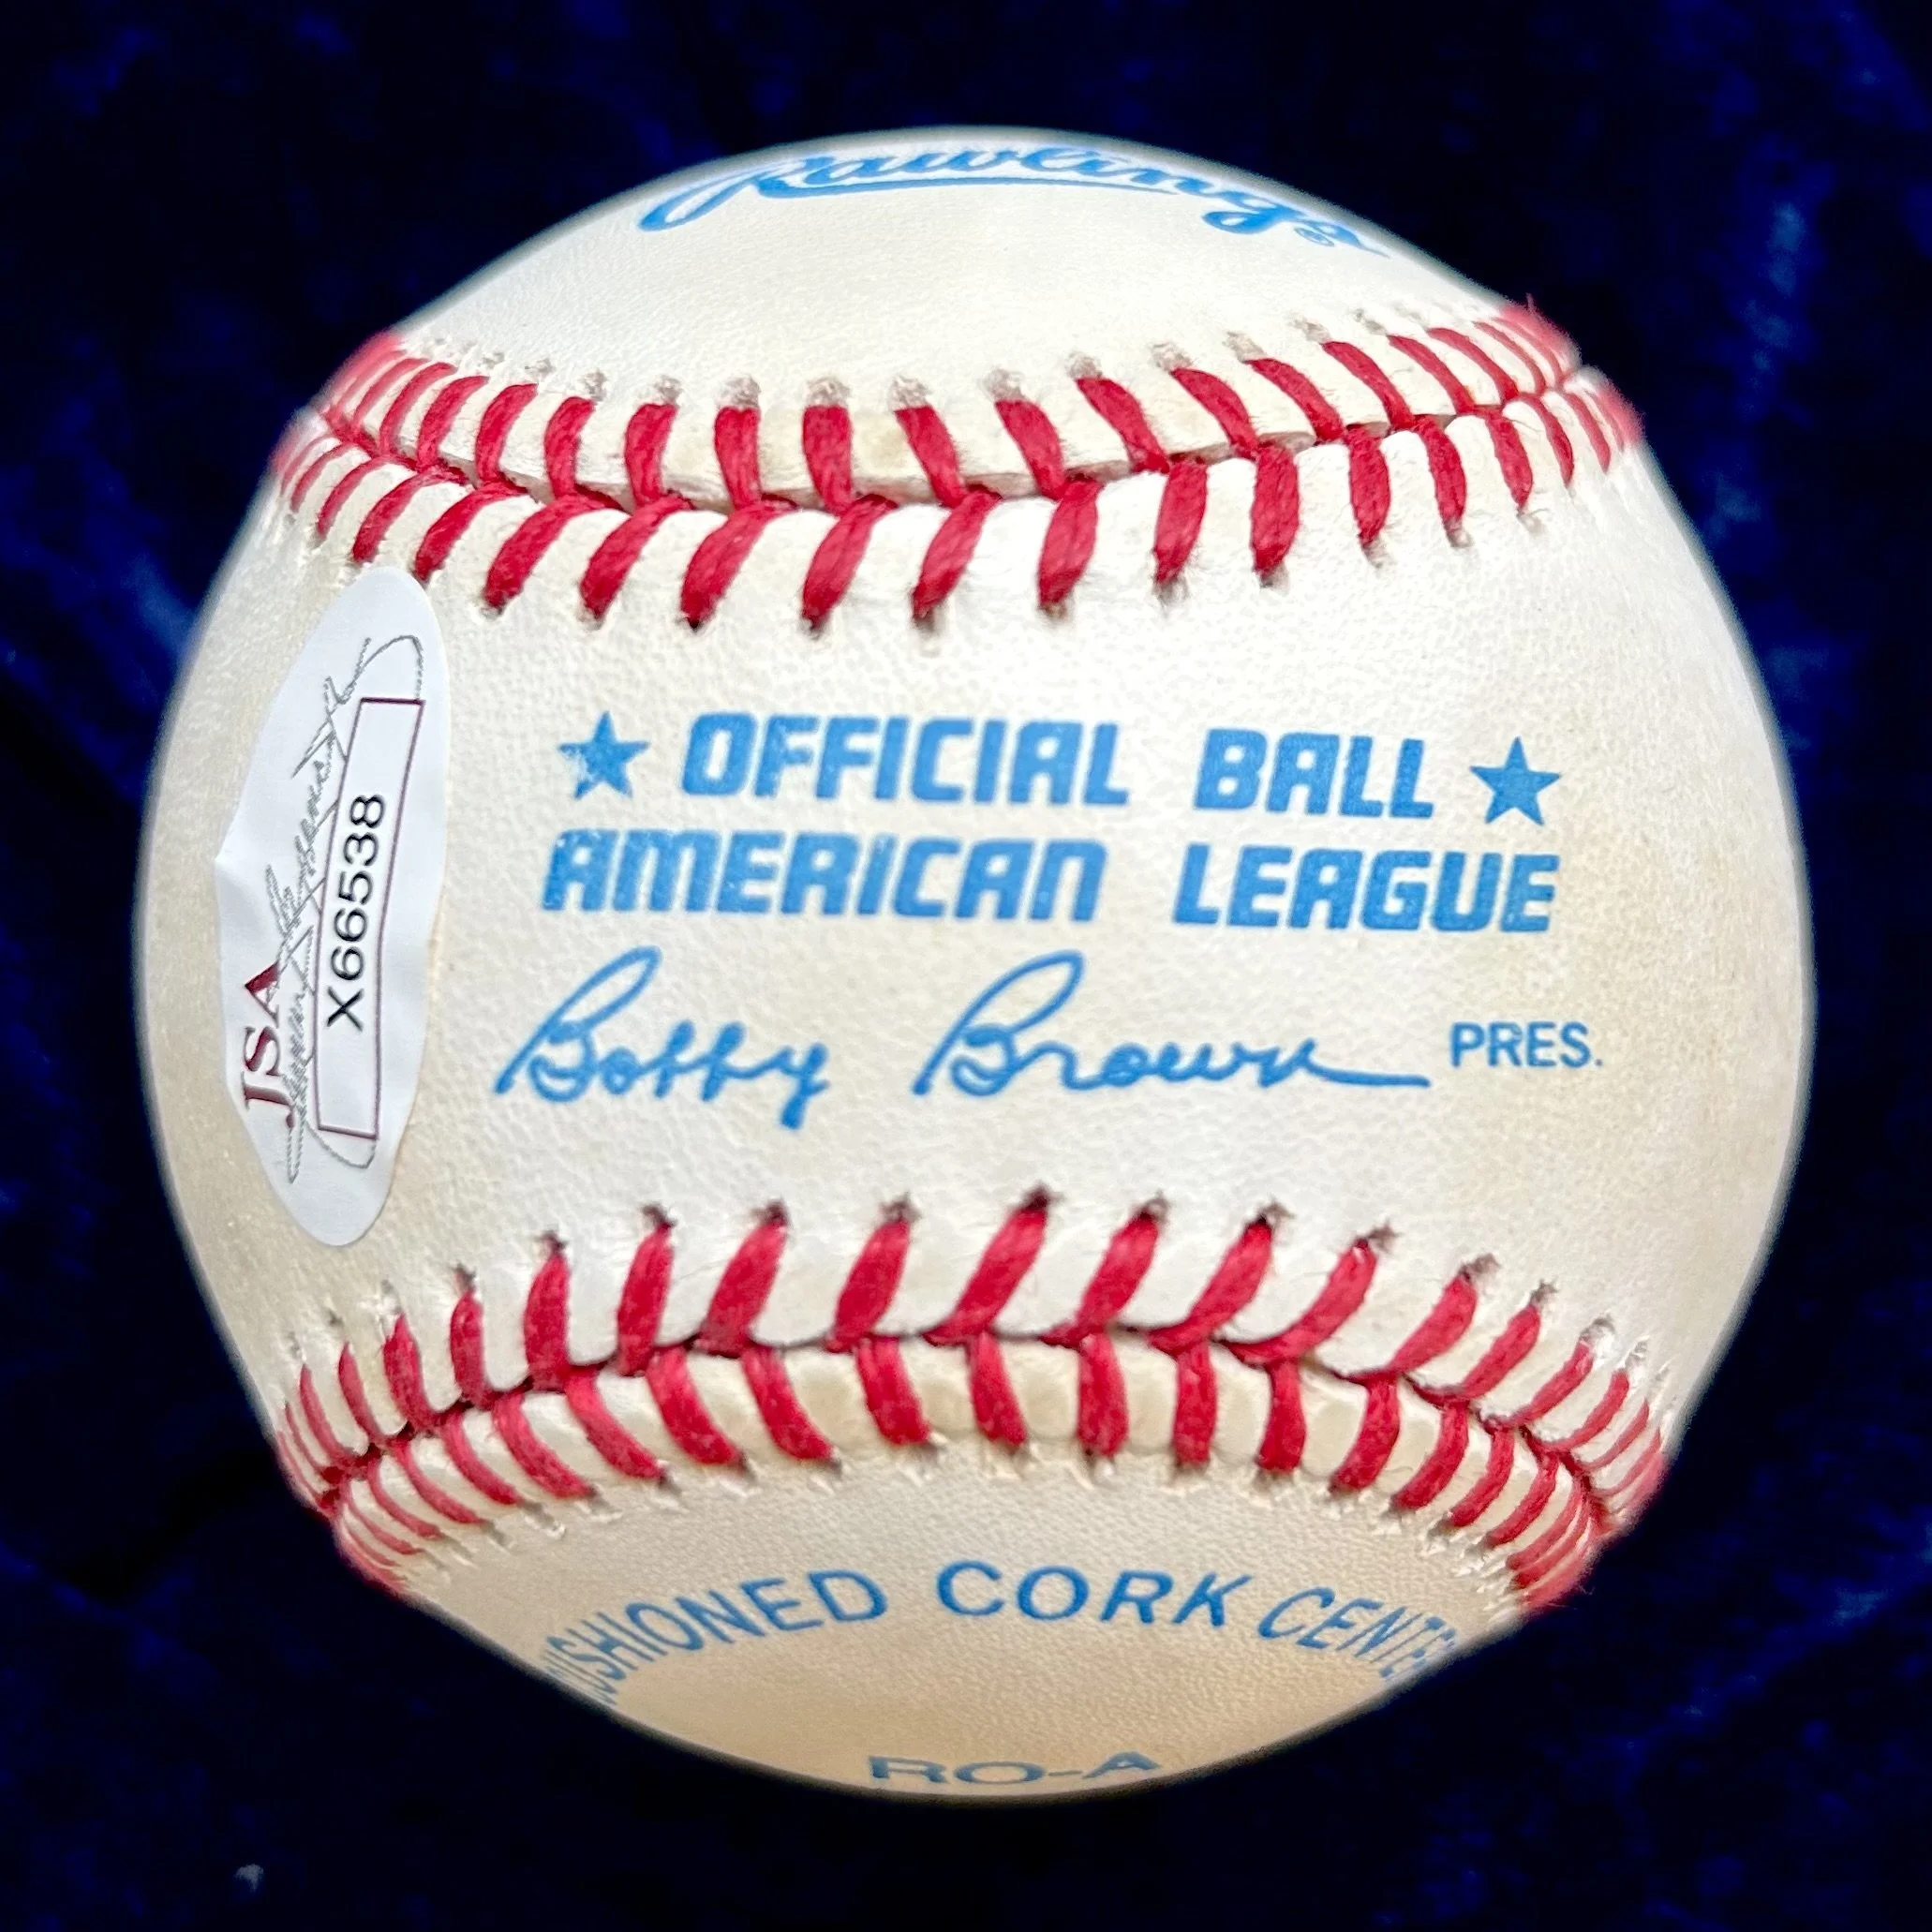 Rawlings
★ OFFICIAL BALL ★
AMERICAN LEAGUE
Bobby Brown PRES.
JSA
X66538
CUSHIONED CORK CENTER
RO-A